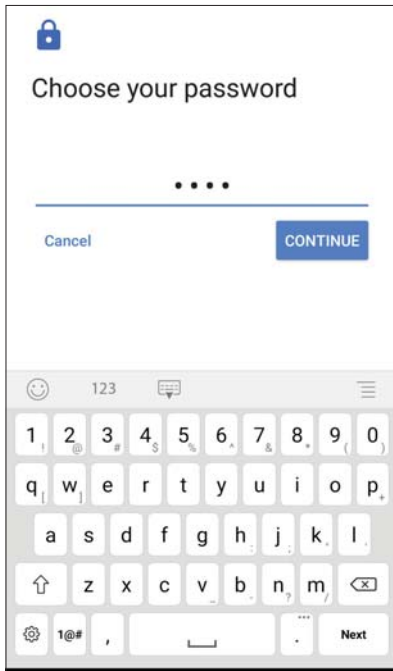 Choose your password
••••
Cancel CONTINUE
123
1 ! 2 @ 3 # 4 $ 5 % 6 ^ 7 & 8 * 9 ( 0 )
q [ w ] e r t y u i o p +
a s d f g h : j ; k l
z x c v b n ? m /
1@# , . Next